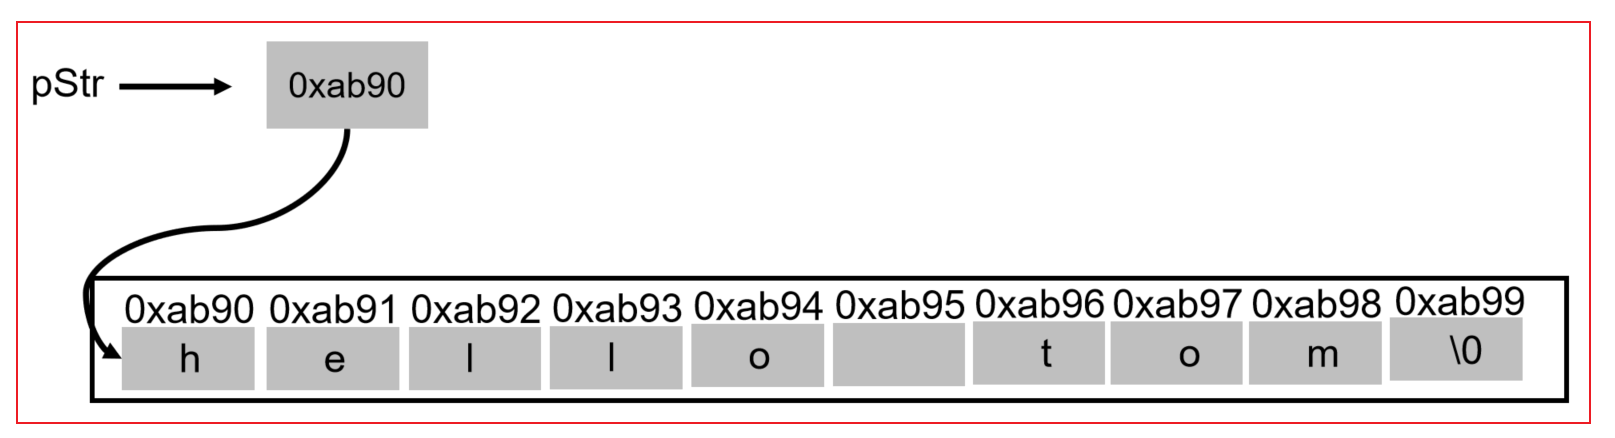 pStr 0xab90
0xab90 0xab91 0xab92 0xab93 0xab94 0xab95 0xab96 0xab97 0xab98 0xab99
h e l l o t o m \0